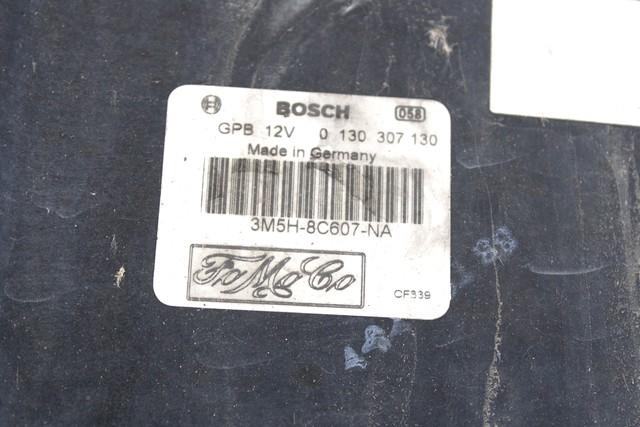 BOSCH 058
GPB 12V 0 130 307 130
Made in Germany
3M5H-8C607-NA
FoMoCo
CF339